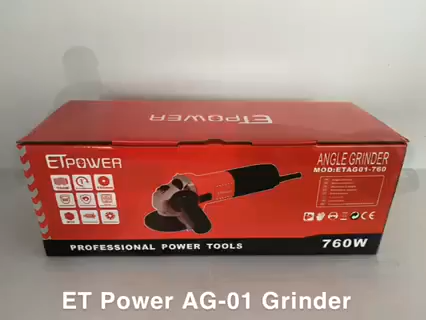 ETPOWER
ETPOWER
ANGLE GRINDER
MOD:ETAG01-760
PROFESSIONAL POWER TOOLS
760W
ET Power AG-01 Grinder